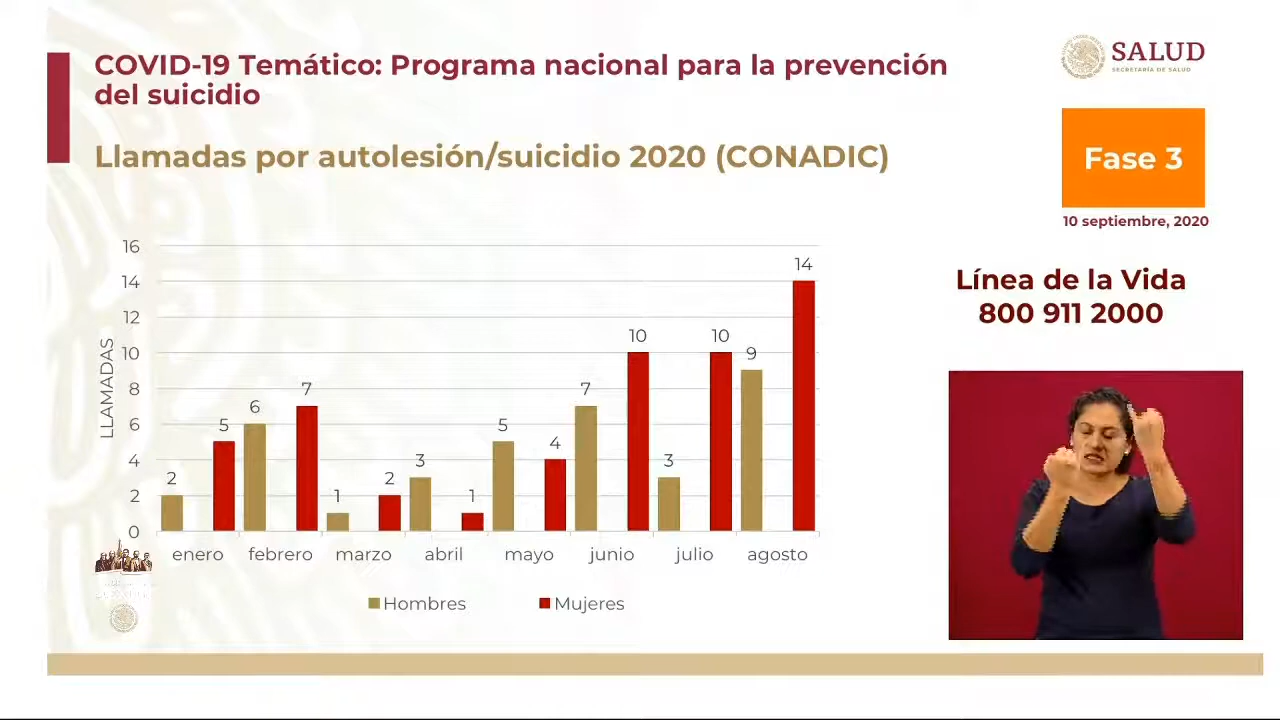 COVID-19 Temático: Programa nacional para la prevención
del suicidio
SALUD
SECRETARÍA DE SALUD
Llamadas por autolesión/suicidio 2020 (CONADIC)
Fase 3
10 septiembre, 2020
Línea de la Vida
800 911 2000
LLAMADAS
16
14
12
10
8
6
4
2
0
2
5
6
7
1
2
3
1
5
4
7
10
3
10
9
14
enero
febrero
marzo
abril
mayo
junio
julio
agosto
Hombres
Mujeres